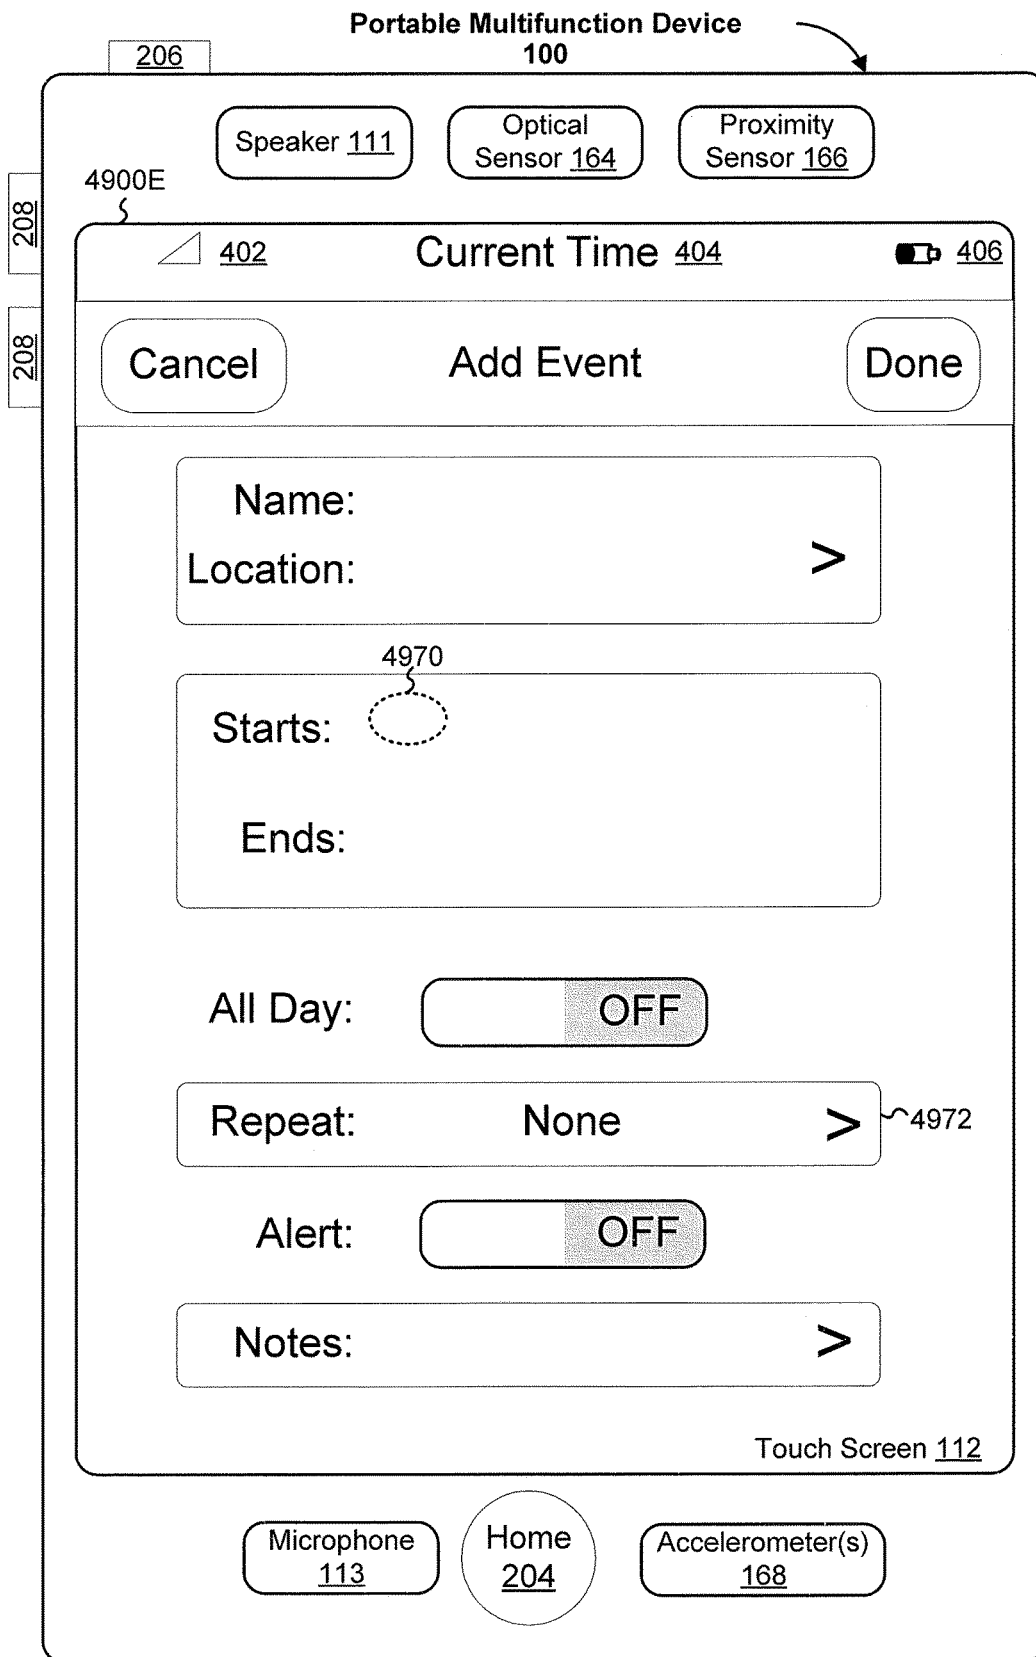 Portable Multifunction Device
100
206
Speaker 111
Optical
Sensor 164
Proximity
Sensor 166
4900E
208
208
402
Current Time 404
406
Cancel
Add Event
Done
Name:
Location:
>
4970
Starts:
Ends:
All Day:
OFF
Repeat:
None
>
4972
Alert:
OFF
Notes:
>
Touch Screen 112
Microphone
113
Home
204
Accelerometer(s)
168